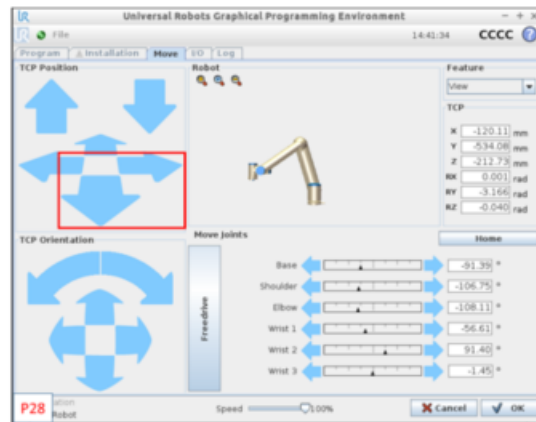 Universal Robots Graphical Programming Environment
File
14:41:34
CCCC
?
Program
Installation
Move
I/O
Log
TCP Position
Robot
Feature
View
TCP
X -120.11 mm
Y -534.08 mm
Z -212.73 mm
RX 0.001 rad
RY -3.166 rad
RZ -0.040 rad
TCP Orientation
Move Joints
Home
Freedrive
Base -91.39 °
Shoulder -106.75 °
Elbow -108.11 °
Wrist 1 -56.61 °
Wrist 2 91.40 °
Wrist 3 -1.45 °
P28
Robot
Speed 100%
Cancel
OK